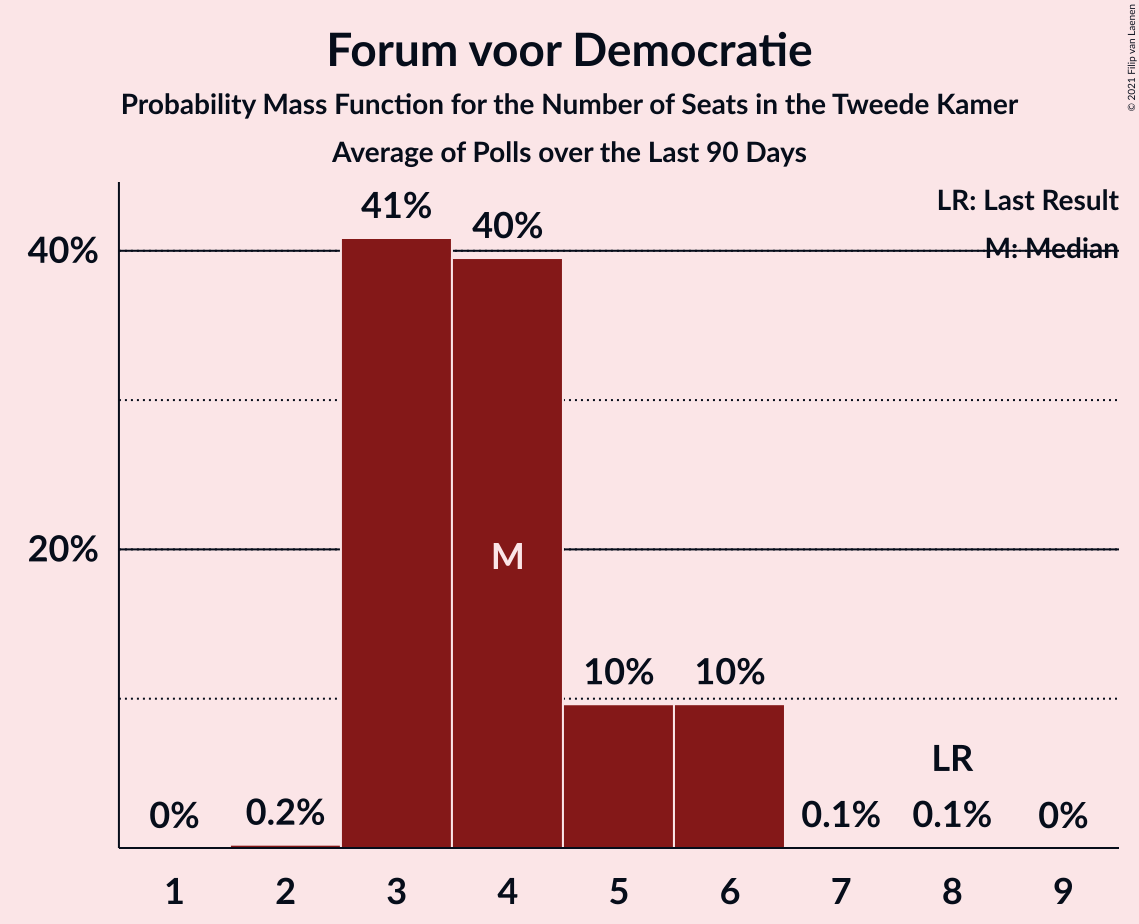 Forum voor Democratie
Probability Mass Function for the Number of Seats in the Tweede Kamer
Average of Polls over the Last 90 Days
© 2021 Filip van Laenen
LR: Last Result
M: Median
41%
40%
40%
M
20%
10%
10%
LR
0%
0.2%
0.1%
0.1%
0%
1
2
3
4
5
6
7
8
9